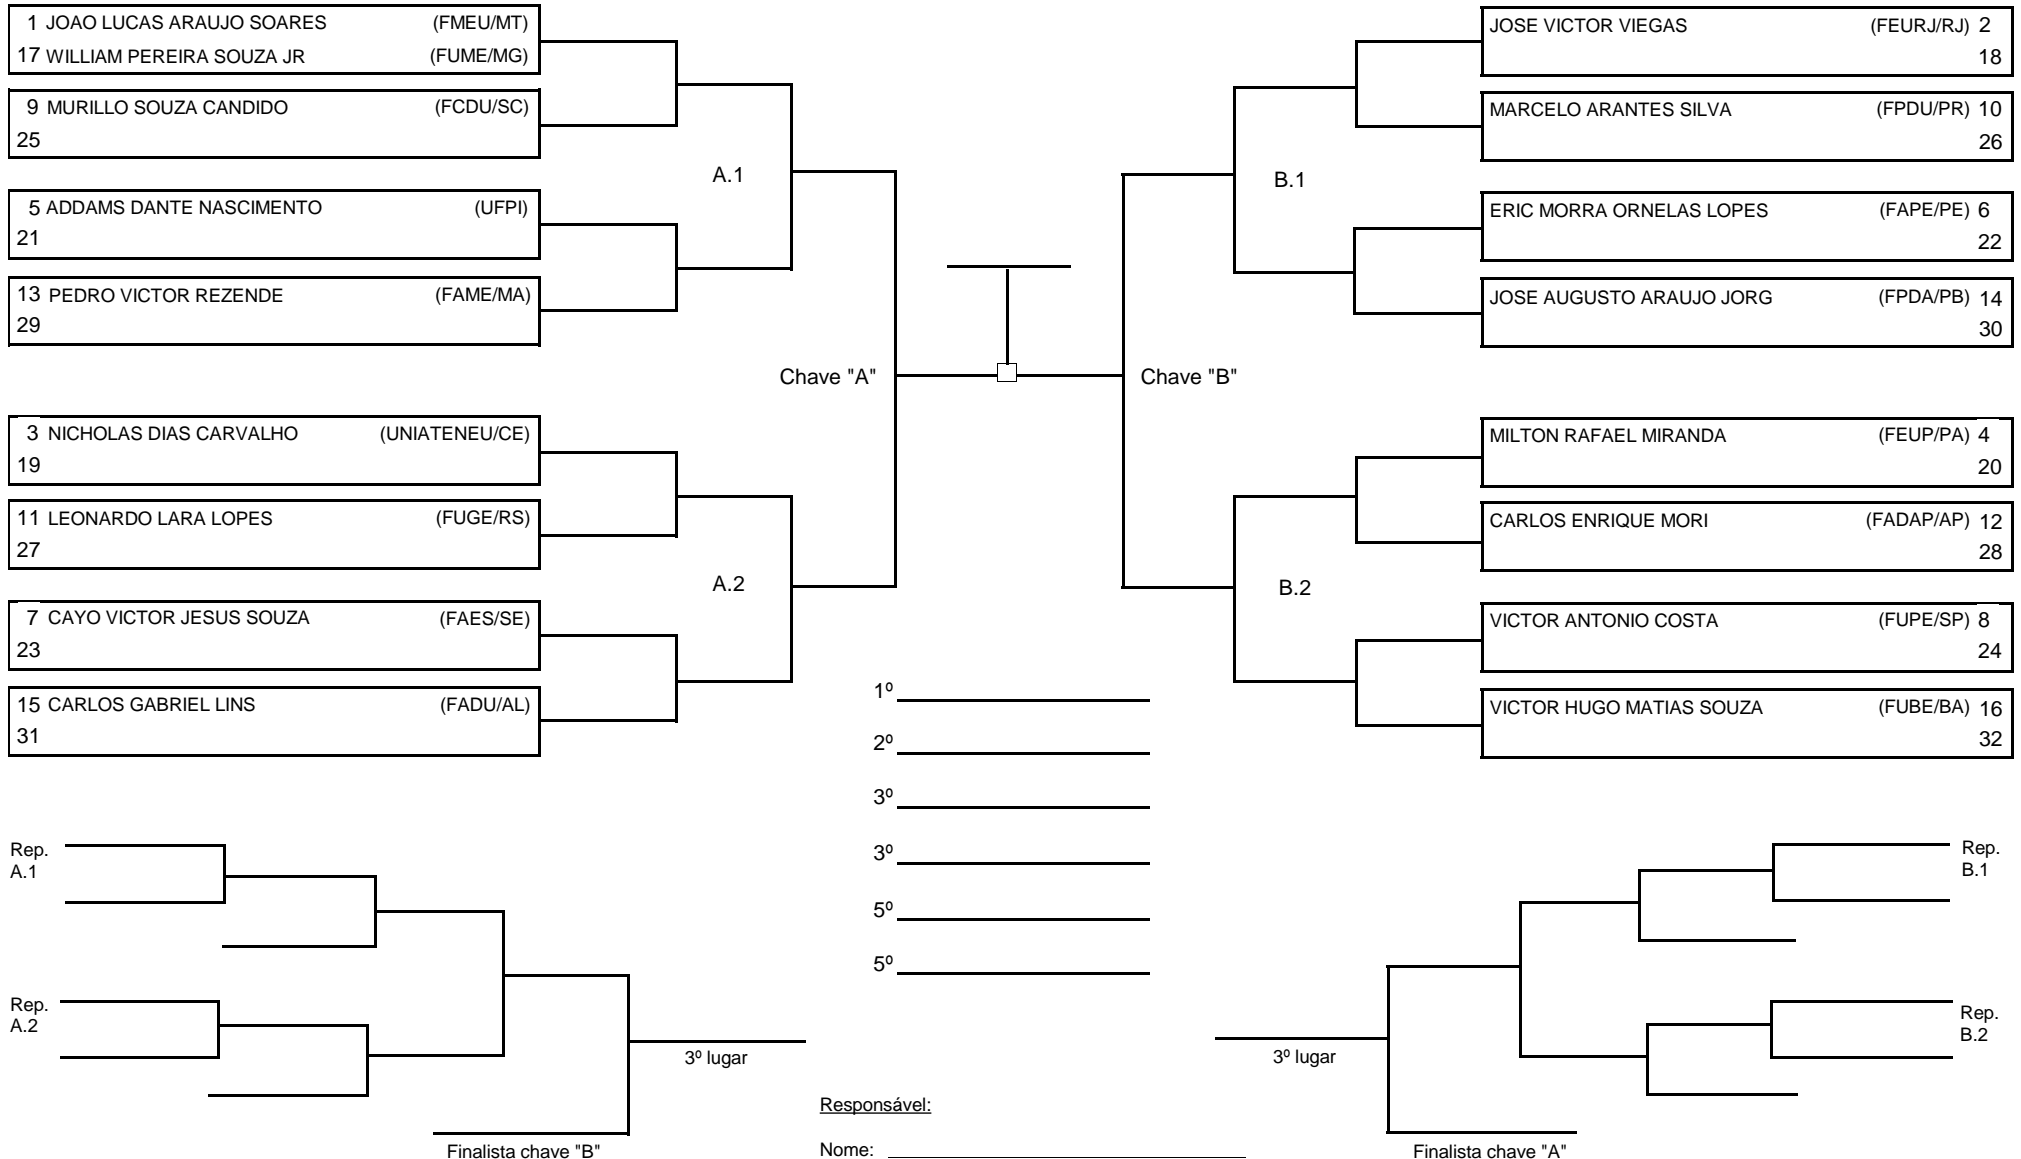 1 JOAO LUCAS ARAUJO SOARES (FMEU/MT)
17 WILLIAM PEREIRA SOUZA JR (FUME/MG)
9 MURILLO SOUZA CANDIDO (FCDU/SC)
25
A.1
5 ADDAMS DANTE NASCIMENTO (UFPI)
21
13 PEDRO VICTOR REZENDE (FAME/MA)
29
Chave "A"
3 NICHOLAS DIAS CARVALHO (UNIATENEU/CE)
19
11 LEONARDO LARA LOPES (FUGE/RS)
27
A.2
7 CAYO VICTOR JESUS SOUZA (FAES/SE)
23
15 CARLOS GABRIEL LINS (FADU/AL)
31
JOSE VICTOR VIEGAS (FEURJ/RJ) 2
18
MARCELO ARANTES SILVA (FPDU/PR) 10
26
B.1
ERIC MORRA ORNELAS LOPES (FAPE/PE) 6
22
JOSE AUGUSTO ARAUJO JORG (FPDA/PB) 14
30
Chave "B"
MILTON RAFAEL MIRANDA (FEUP/PA) 4
20
CARLOS ENRIQUE MORI (FADAP/AP) 12
28
B.2
VICTOR ANTONIO COSTA (FUPE/SP) 8
24
VICTOR HUGO MATIAS SOUZA (FUBE/BA) 16
32
1º
2º
3º
3º
5º
5º
Rep.
A.1
Rep.
A.2
3º lugar
Finalista chave "B"
Rep.
B.1
Rep.
B.2
3º lugar
Finalista chave "A"
Responsável:
Nome: